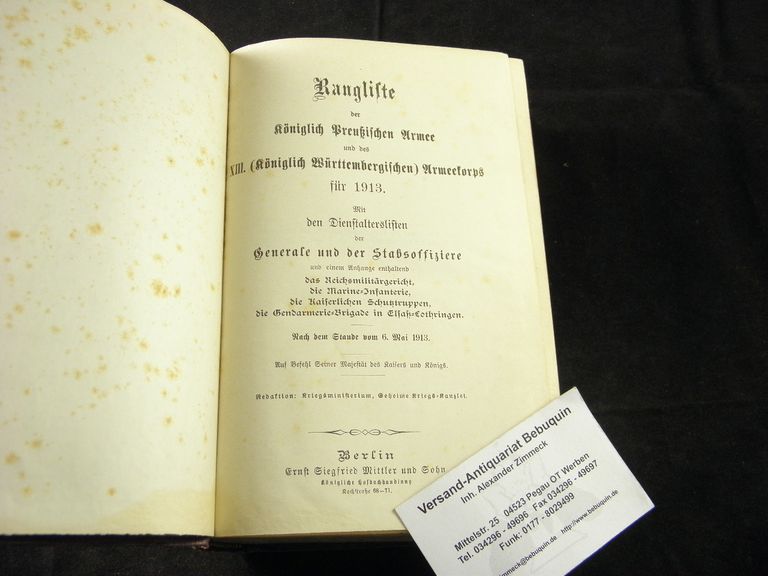 Rangliste
der
Königlich Preußischen Armee
und des
XIII. (Königlich Württembergischen) Armeekorps
für 1913.
Mit
den Dienstalterslisten
der
Generale und der Stabsoffiziere
und einem Anhange enthaltend
das Reichsmilitärgericht,
die Marine-Infanterie,
die Kaiserlichen Schutztruppen,
die Gendarmerie-Brigade in Elsaß-Lothringen.
Nach dem Stande vom 6. Mai 1913.
Auf Befehl Seiner Majestät des Kaisers und Königs.
Redaktion: Kriegsministerium, Geheime Kriegs-Kanzlei.
Berlin
Ernst Siegfried Mittler und Sohn
Königliche Hofbuchhandlung
Kochstraße 68–71.
Versand-Antiquariat Bebuquin
Inh. Alexander Zimmeck
Mittelstr. 25 04523 Pegau OT Werben
Tel. 034296 - 49696 Fax 034296 - 49697
Funk: 0177 - 8029499
zimmeck@bebuquin.de http://www.bebuquin.de